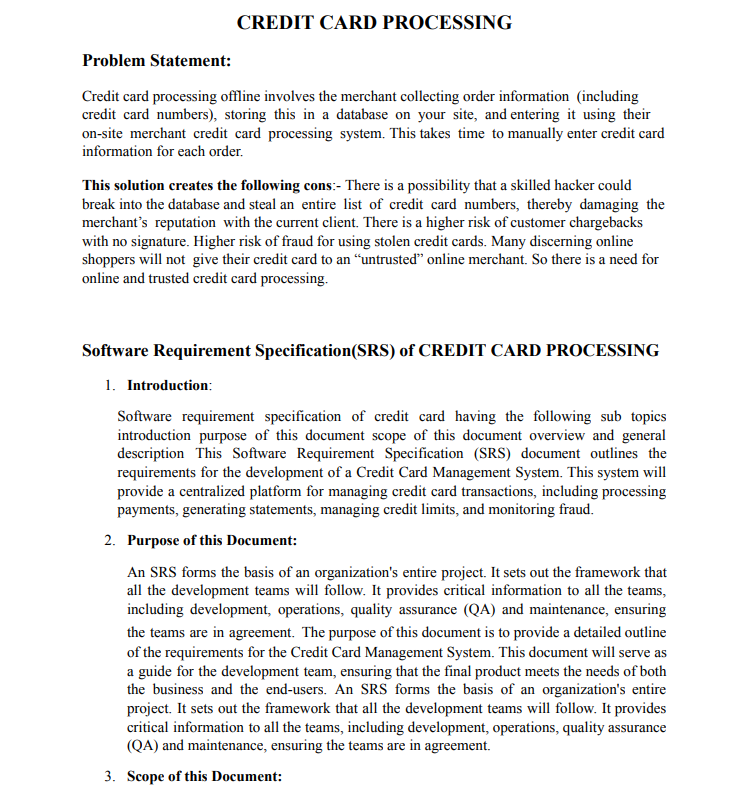 CREDIT CARD PROCESSING
Problem Statement:
Credit card processing offline involves the merchant collecting order information (including
credit card numbers), storing this in a database on your site, and entering it using their
on-site merchant credit card processing system. This takes time to manually enter credit card
information for each order.
This solution creates the following cons:- There is a possibility that a skilled hacker could
break into the database and steal an entire list of credit card numbers, thereby damaging the
merchant’s reputation with the current client. There is a higher risk of customer chargebacks
with no signature. Higher risk of fraud for using stolen credit cards. Many discerning online
shoppers will not give their credit card to an “untrusted” online merchant. So there is a need for
online and trusted credit card processing.
Software Requirement Specification(SRS) of CREDIT CARD PROCESSING
1. Introduction:
Software requirement specification of credit card having the following sub topics
introduction purpose of this document scope of this document overview and general
description This Software Requirement Specification (SRS) document outlines the
requirements for the development of a Credit Card Management System. This system will
provide a centralized platform for managing credit card transactions, including processing
payments, generating statements, managing credit limits, and monitoring fraud.
2. Purpose of this Document:
An SRS forms the basis of an organization's entire project. It sets out the framework that
all the development teams will follow. It provides critical information to all the teams,
including development, operations, quality assurance (QA) and maintenance, ensuring
the teams are in agreement. The purpose of this document is to provide a detailed outline
of the requirements for the Credit Card Management System. This document will serve as
a guide for the development team, ensuring that the final product meets the needs of both
the business and the end-users. An SRS forms the basis of an organization's entire
project. It sets out the framework that all the development teams will follow. It provides
critical information to all the teams, including development, operations, quality assurance
(QA) and maintenance, ensuring the teams are in agreement.
3. Scope of this Document: